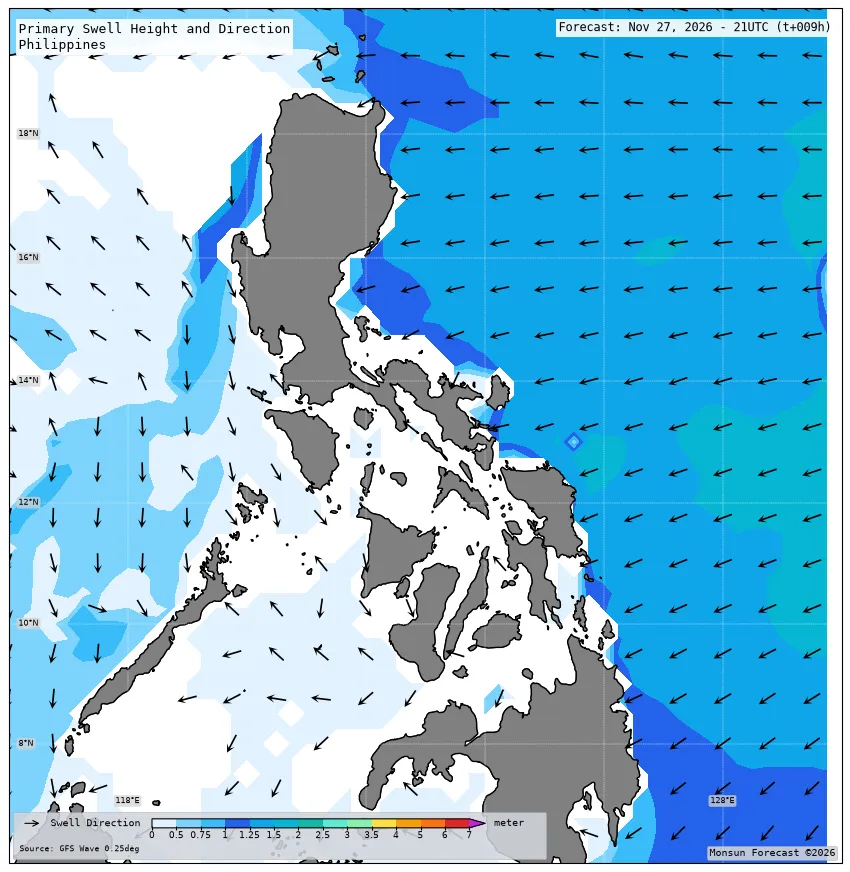 Primary Swell Height and Direction
Philippines
Forecast: Nov 27, 2026 - 21UTC (t+009h)
18°N
16°N
14°N
12°N
10°N
8°N
118°E
128°E
Swell Direction
0 0.5 0.75 1 1.25 1.5 2 2.5 3 3.5 4 5 6 7
meter
Source: GFS Wave 0.25deg
Monsun Forecast ©2026